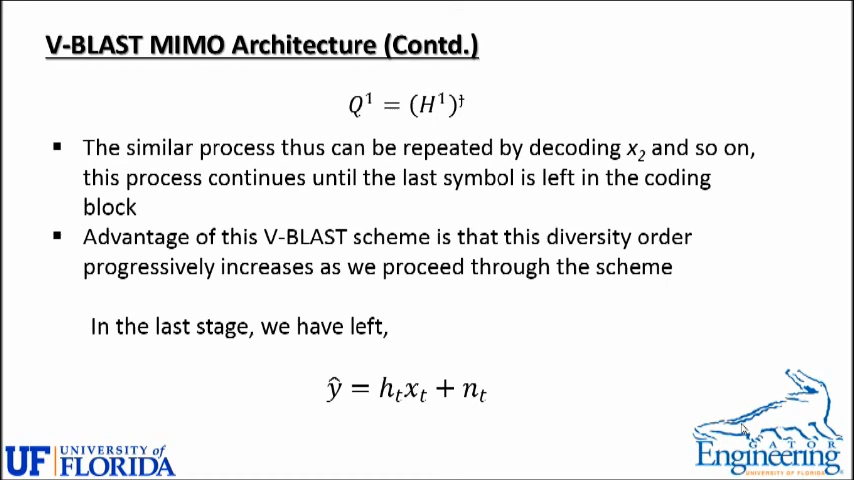 V-BLAST MIMO Architecture (Contd.)
Q¹ = (H¹)†
▪ The similar process thus can be repeated by decoding x₂ and so on,
this process continues until the last symbol is left in the coding
block
▪ Advantage of this V-BLAST scheme is that this diversity order
progressively increases as we proceed through the scheme
In the last stage, we have left,
ŷ = hₜxₜ + nₜ
UF UNIVERSITY of
FLORIDA
GATOR
Engineering
UNIVERSITY OF FLORIDA